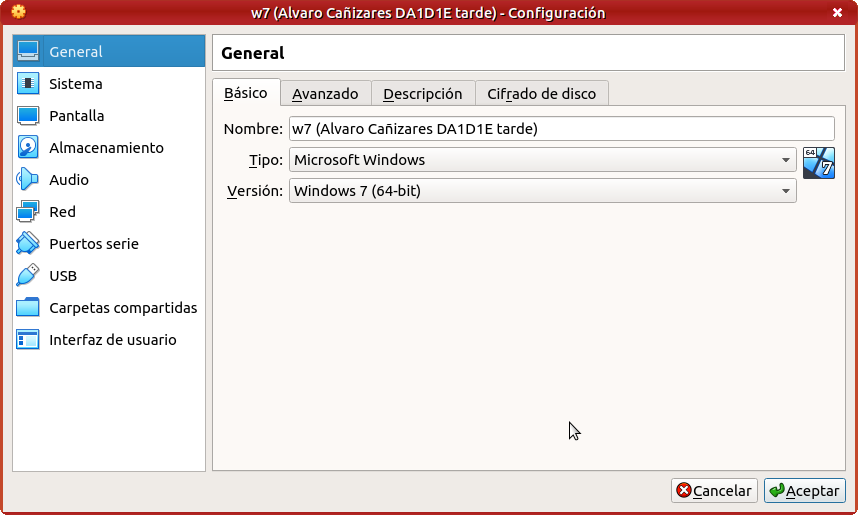 w7 (Alvaro Cañizares DA1D1E tarde) - Configuración
General
Sistema
Pantalla
Almacenamiento
Audio
Red
Puertos serie
USB
Carpetas compartidas
Interfaz de usuario
General
Básico Avanzado Descripción Cifrado de disco
Nombre: w7 (Alvaro Cañizares DA1D1E tarde)
Tipo: Microsoft Windows
64 7
Versión: Windows 7 (64-bit)
Cancelar Aceptar